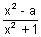 x² - a
x² + 1